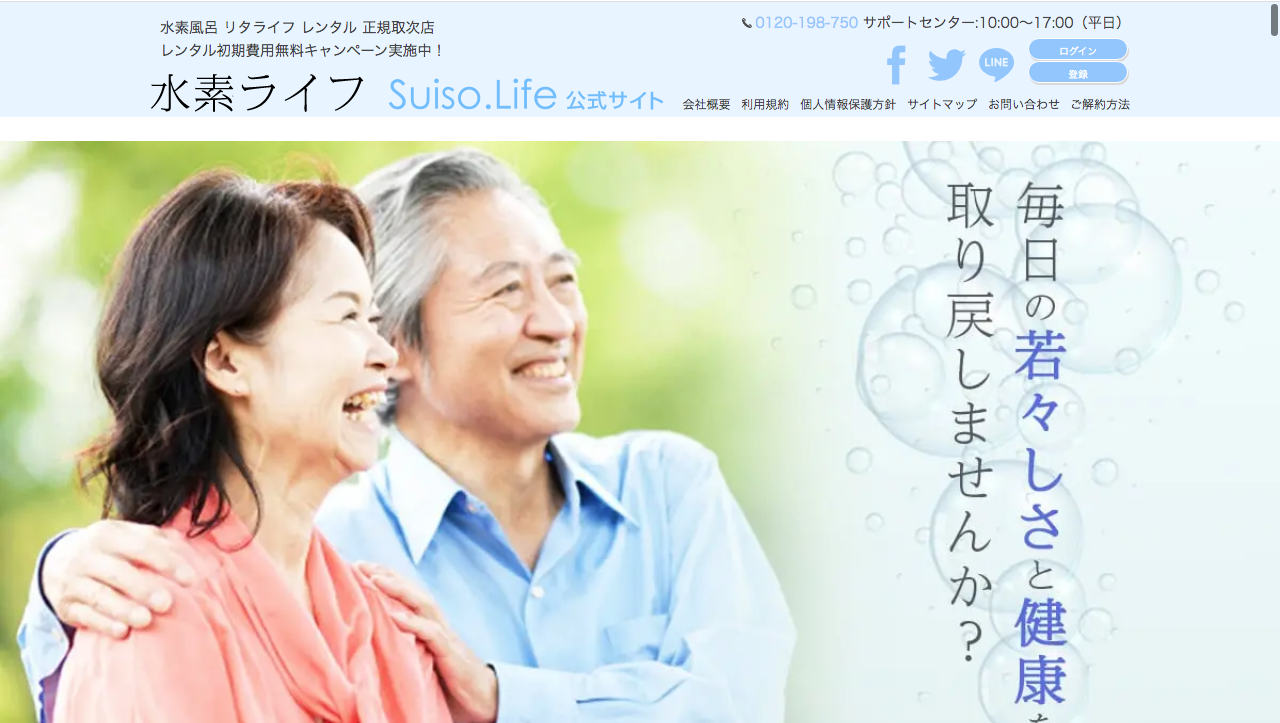 水素風呂 リタライフ レンタル 正規取次店
レンタル初期費用無料キャンペーン実施中！
0120-198-750 サポートセンター:10:00〜17:00（平日）
ログイン
登録
LINE
水素ライフ Suiso.Life 公式サイト
会社概要 利用規約 個人情報保護方針 サイトマップ お問い合わせ ご解約方法
毎日の若々しさと健康を
取り戻しませんか？